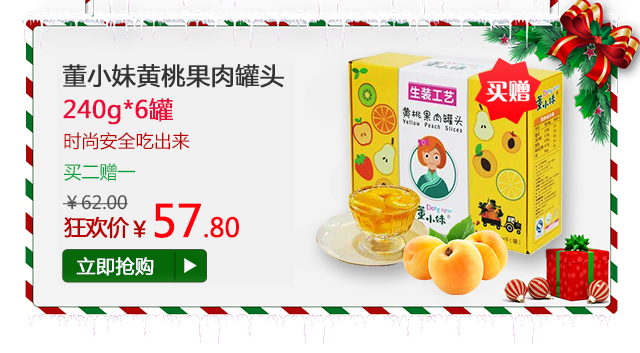 董小妹黄桃果肉罐头
240g*6罐
时尚安全吃出来
买二赠一
￥62.00
狂欢价￥57.80
立即抢购
买赠
生装工艺
黄桃果肉罐头
Yellow Peach Slices
董小妹
董小妹